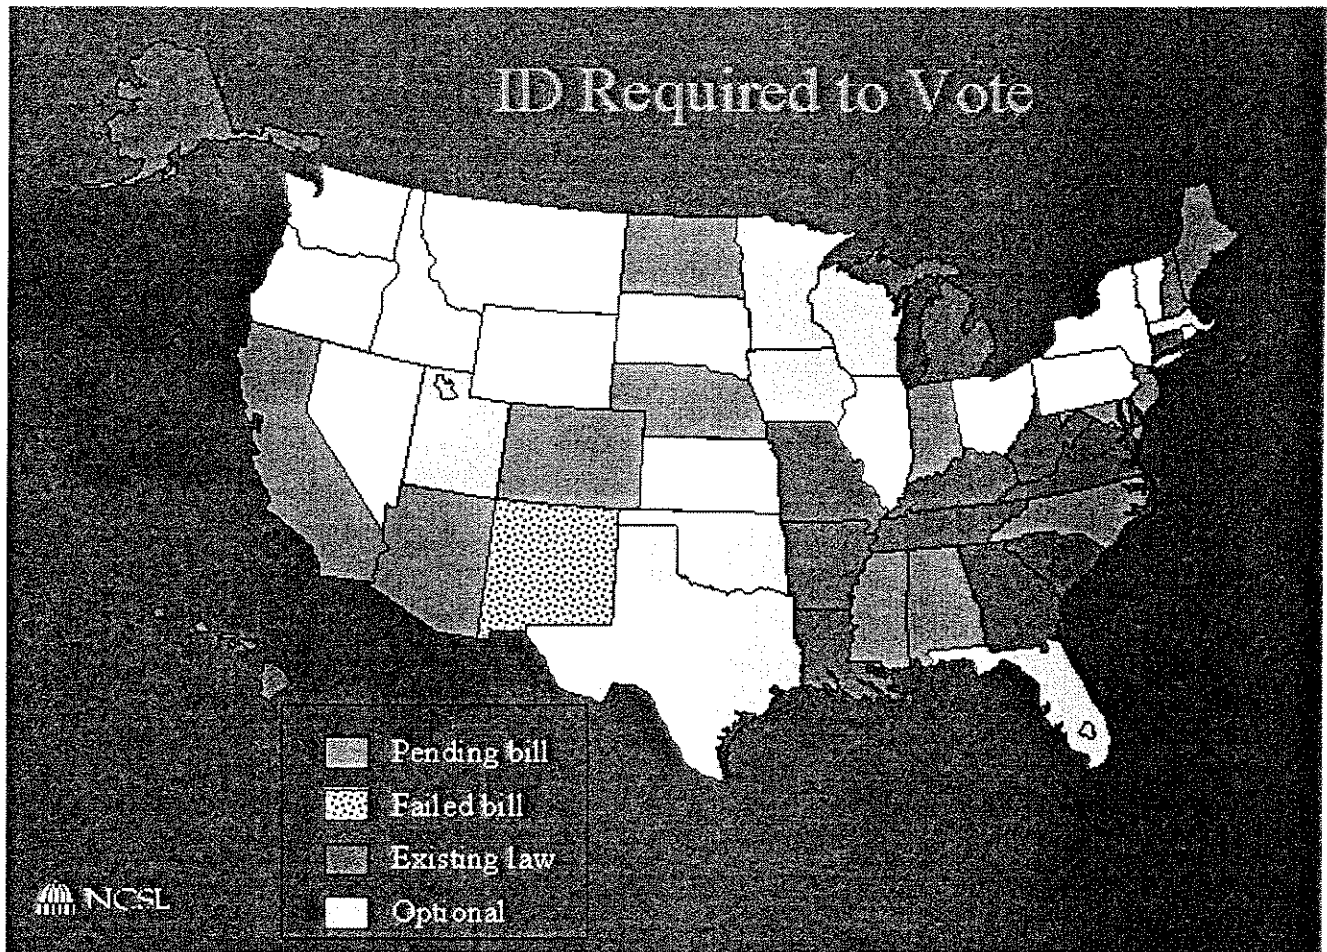 ID Required to Vote
Pending bill
Failed bill
Existing law
Optional
NCSL